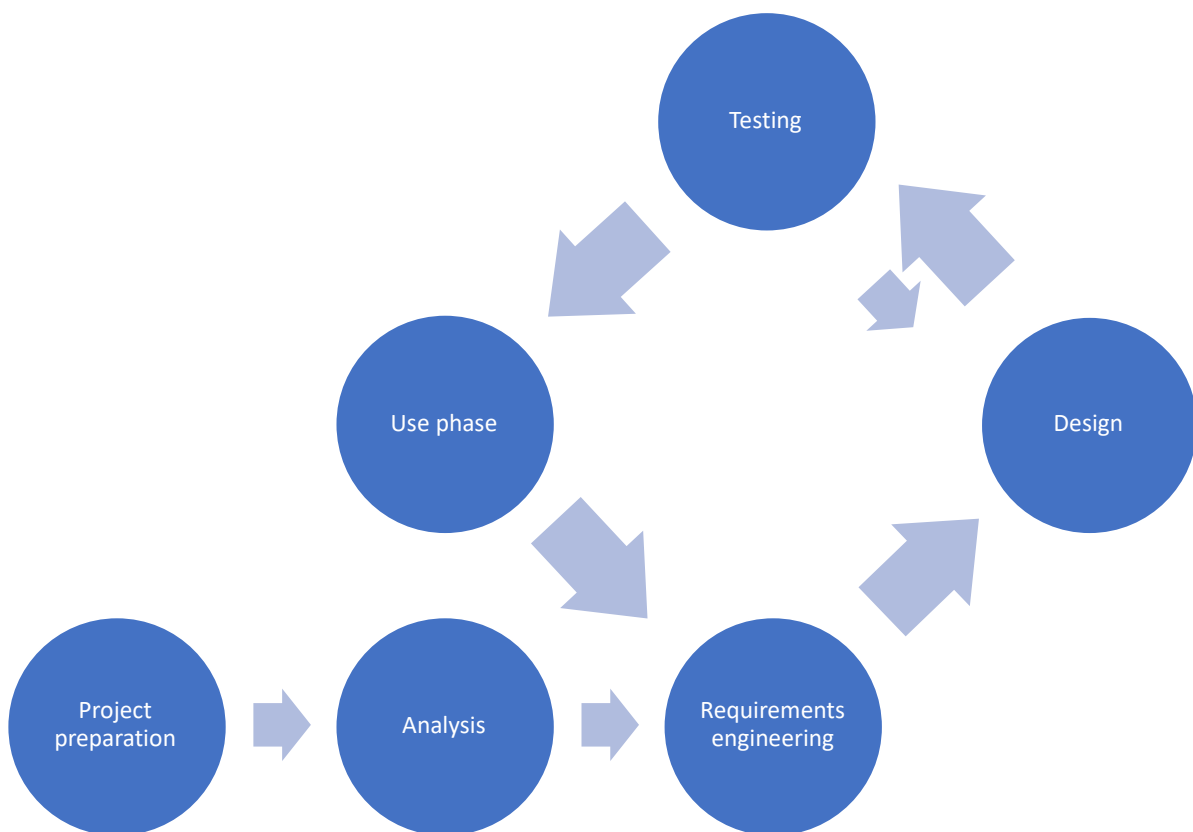 Testing
Use phase
Design
Project
preparation
Analysis
Requirements
engineering